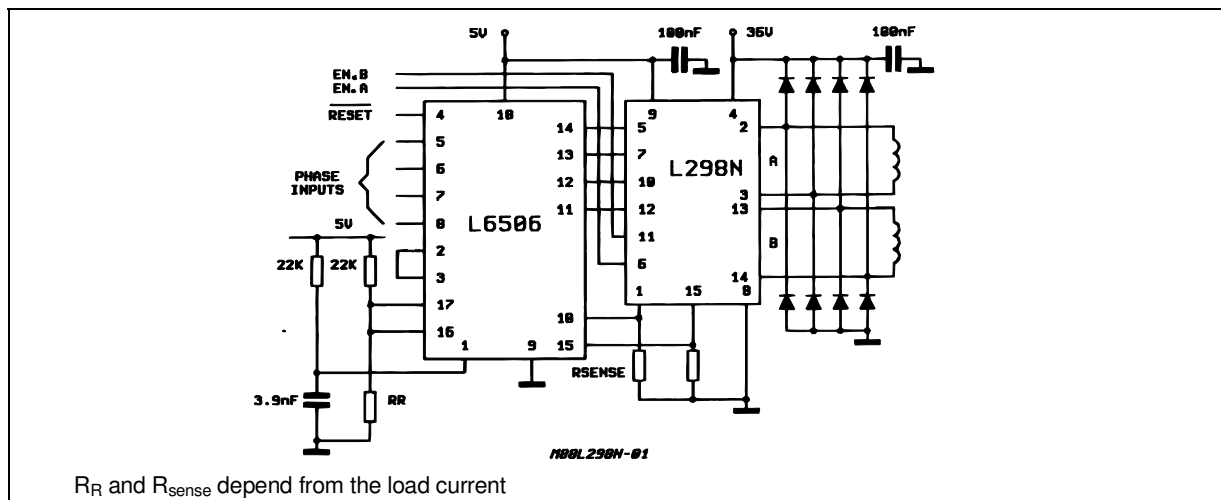 5V
100nF
36V
100nF
EN.B
EN.A
RESET
4
18
9
4
5
14
5
2
PHASE
INPUTS
6
13
7
L298N
A
7
12
10
3
8
11
12
13
5V
L6506
11
B
22K
22K
2
3
6
14
17
1
15
8
16
10
1
9
15
RSENSE
3.9nF
RR
M88L298N-01
RR and Rsense depend from the load current